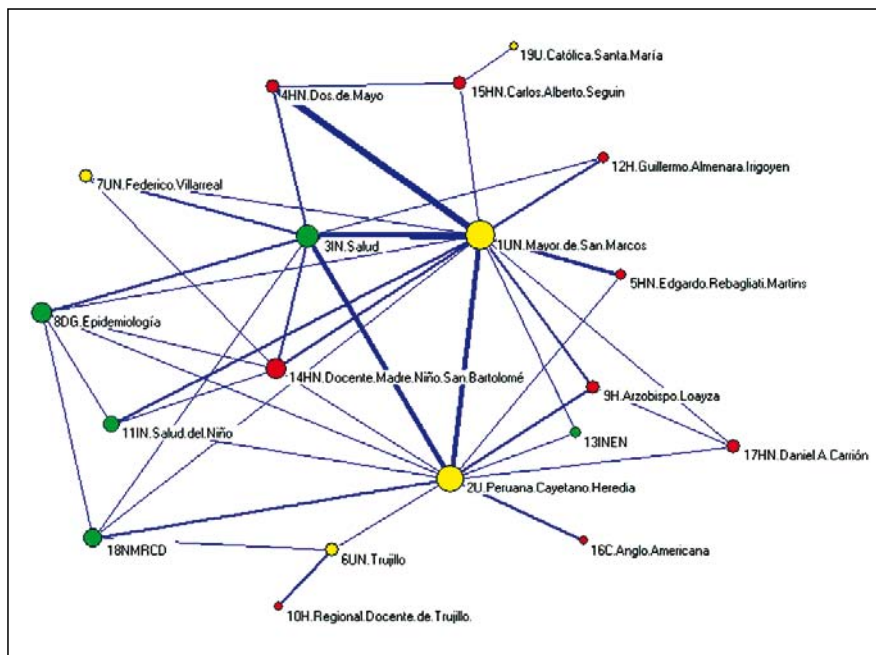 19U.Católica.Santa.María
4HN.Dos.de.Mayo
15HN.Carlos.Alberto.Seguin
12H.Guillermo.Almenara.Irigoyen
7UN.Federico.Villarreal
3IN.Salud
1UN.Mayor.de.San.Marcos
5HN.Edgardo.Rebagliati.Martins
8DG.Epidemiología
14HN.Docente.Madre.Niño.San.Bartolomé
9H.Arzobispo.Loayza
11IN.Salud.del.Niño
13INEN
17HN.Daniel.A.Carrión
2U.Peruana.Cayetano.Heredia
18NMRCD
6UN.Trujillo
16C.Anglo.Americana
10H.Regional.Docente.de.Trujillo.